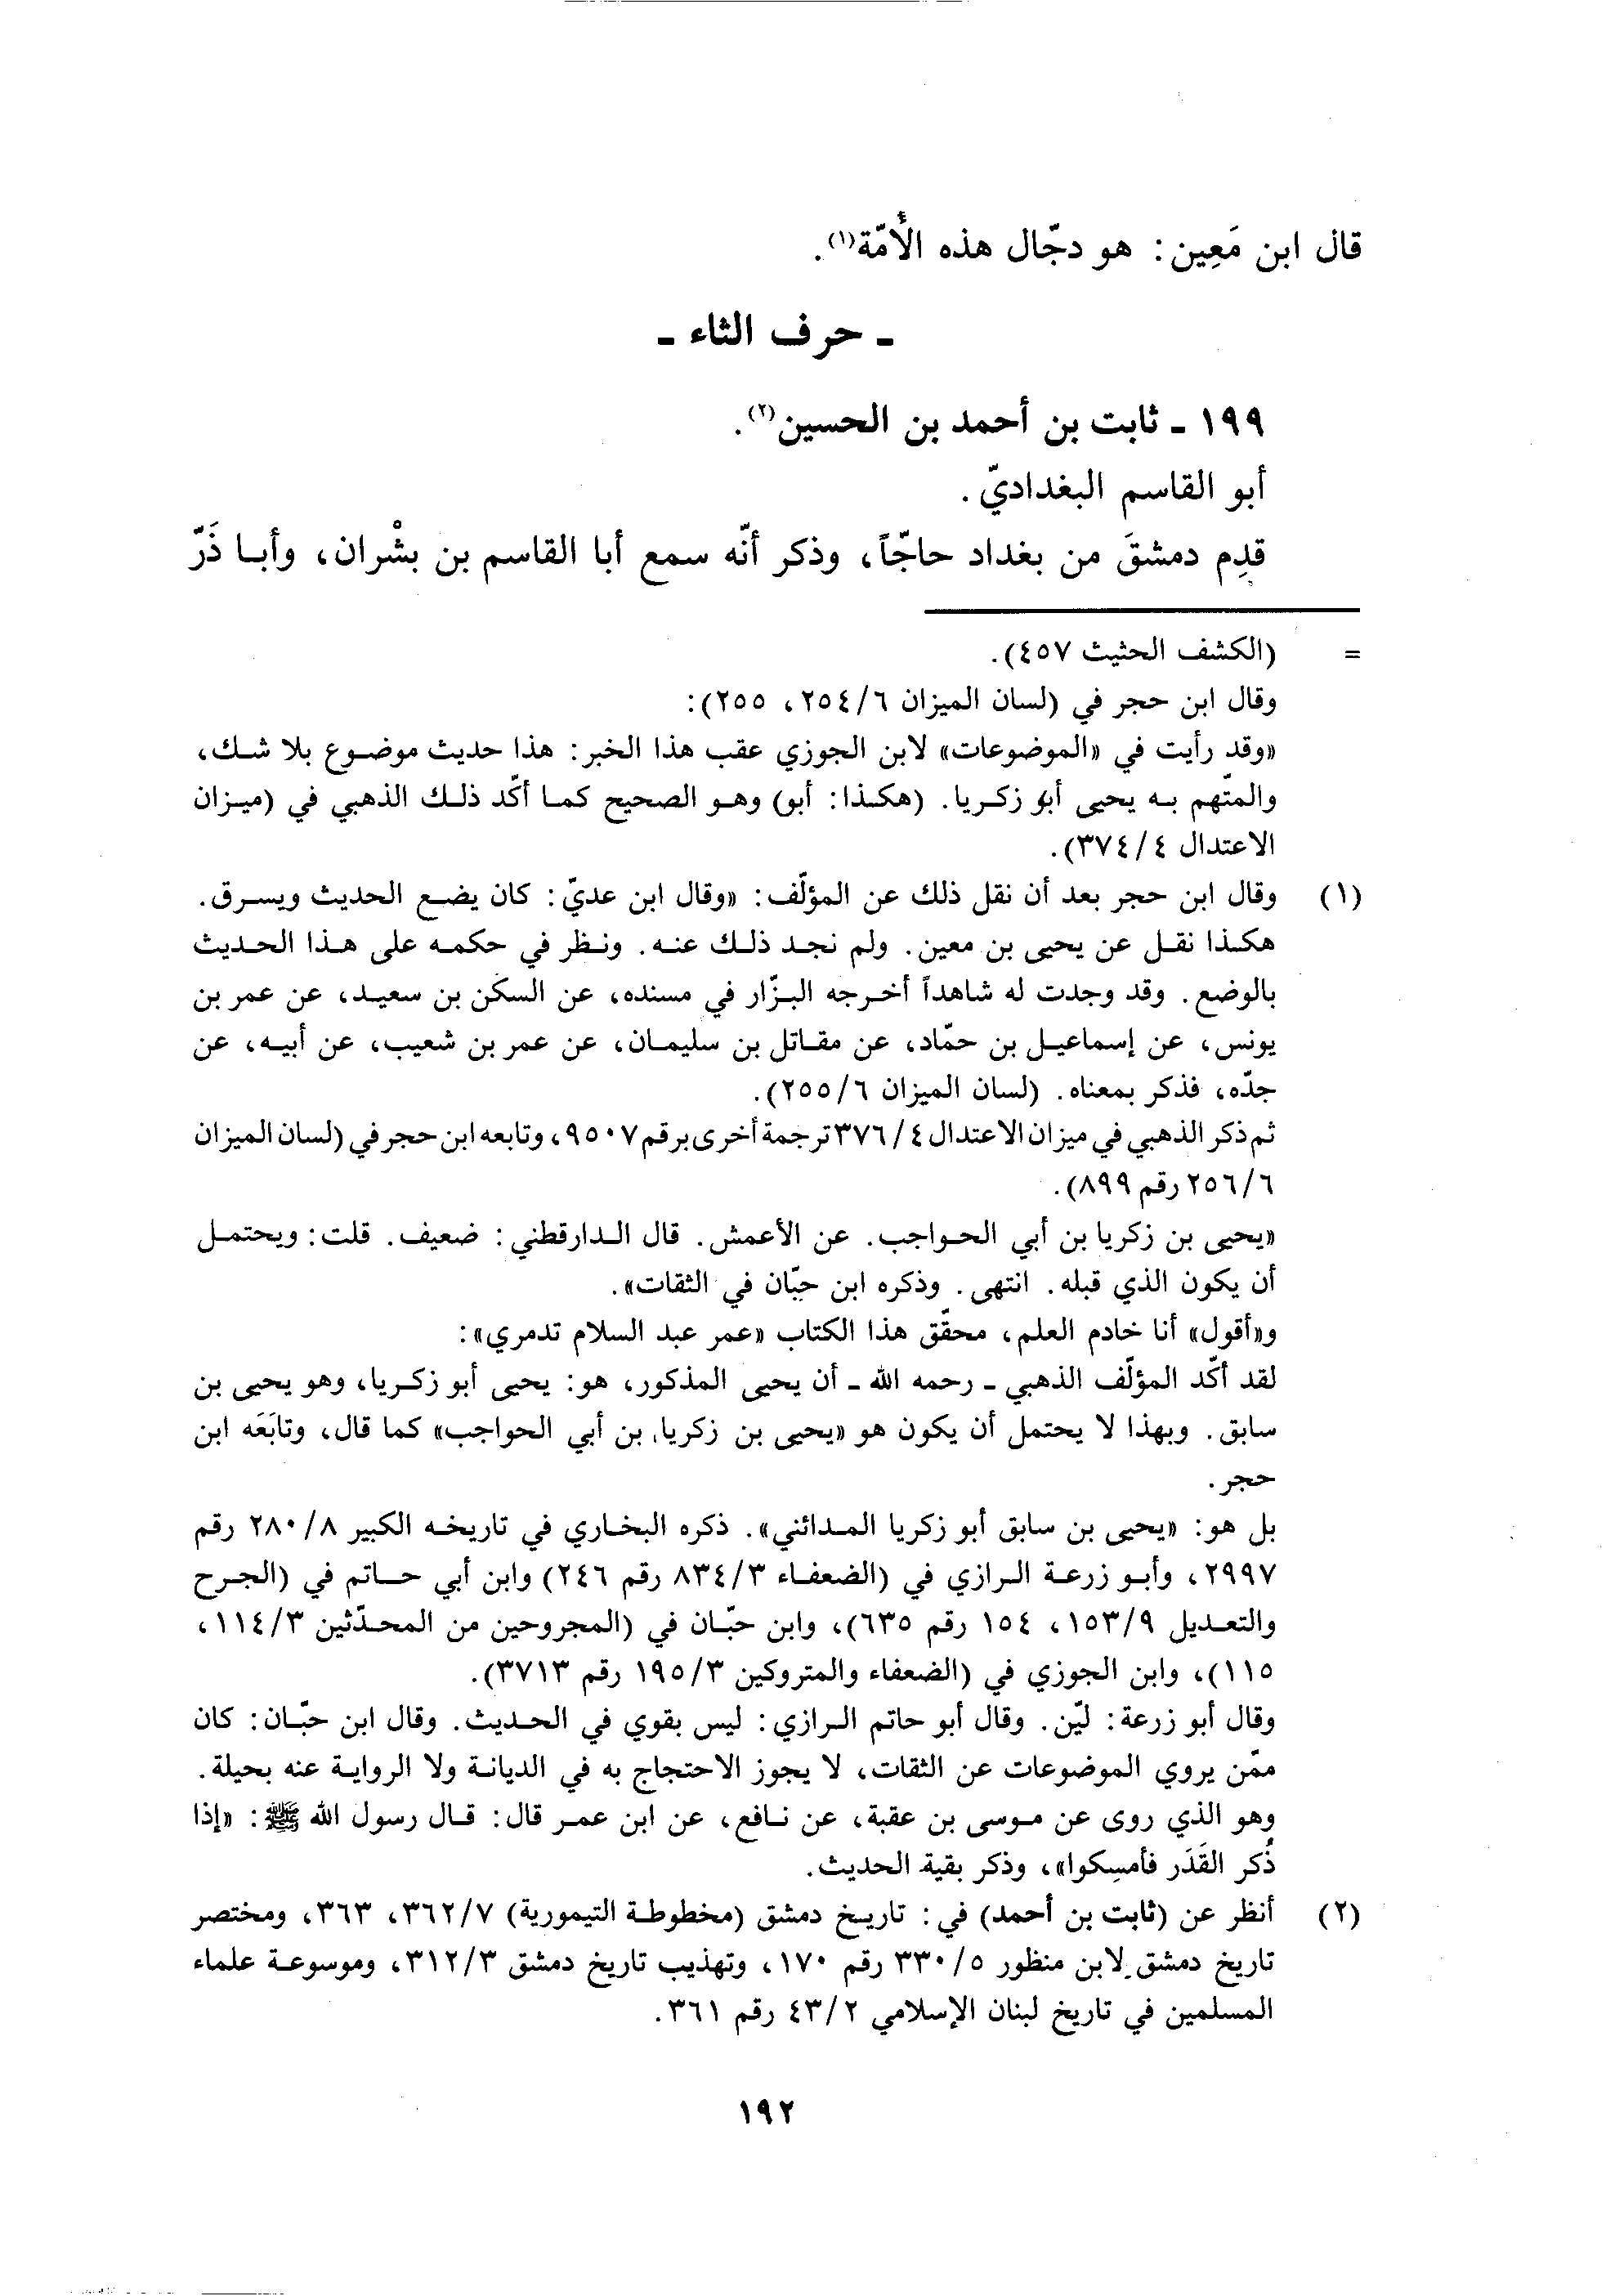 قال ابن مَعِين: هو دجّال هذه الأُمّة(١).
ـ حرف الثاء ـ
١٩٩ ـ ثابت بن أحمد بن الحسين(٢).
أبو القاسم البغداديّ.
قدِم دمشقَ من بغداد حاجّاً، وذكر أنّه سمع أبا القاسم بن بشْران، وأبا ذَرّ
= (الكشف الحثيث ٤٥٧).
وقال ابن حجر في (لسان الميزان ٢٥٤/٦، ٢٥٥):
«وقد رأيت في «الموضوعات» لابن الجوزي عقب هذا الخبر: هذا حديث موضوع بلا شك،
والمتّهم به يحيى أبو زكريا. (هكذا: أبو) وهو الصحيح كما أكّد ذلك الذهبي في (ميزان
الاعتدال ٣٧٤/٤).
(١) وقال ابن حجر بعد أن نقل ذلك عن المؤلّف: «وقال ابن عديّ: كان يضع الحديث ويسرق.
هكذا نقل عن يحيى بن معين. ولم نجد ذلك عنه. ونظر في حكمه على هذا الحديث
بالوضع. وقد وجدت له شاهداً أخرجه البزّار في مسنده، عن السكن بن سعيد، عن عمر بن
يونس، عن إسماعيل بن حمّاد، عن مقاتل بن سليمان، عن عمر بن شعيب، عن أبيه، عن
جدّه، فذكر بمعناه. (لسان الميزان ٢٥٥/٦).
ثم ذكر الذهبي في ميزان الاعتدال ٣٧٦/٤ ترجمة أخرى برقم ٩٥٠٧، وتابعه ابن حجر في (لسان الميزان
٢٥٦/٦ رقم ٨٩٩).
«يحيى بن زكريا بن أبي الحواجب. عن الأعمش. قال الدارقطني: ضعيف. قلت: ويحتمل
أن يكون الذي قبله. انتهى. وذكره ابن حبّان في الثقات».
و«أقول» أنا خادم العلم، محقّق هذا الكتاب «عمر عبد السلام تدمري»:
لقد أكّد المؤلّف الذهبي ـ رحمه الله ـ أن يحيى المذكور، هو: يحيى أبو زكريا، وهو يحيى بن
سابق. وبهذا لا يحتمل أن يكون هو «يحيى بن زكريا بن أبي الحواجب» كما قال، وتابَعَه ابن
حجر.
بل هو: «يحيى بن سابق أبو زكريا المدائني». ذكره البخاري في تاريخه الكبير ٢٨٠/٨ رقم
٢٩٩٧، وأبو زرعة الرازي في (الضعفاء ٨٣٤/٣ رقم ٢٤٦) وابن أبي حاتم في (الجرح
والتعديل ١٥٣/٩، ١٥٤ رقم ٦٣٥)، وابن حبّان في (المجروحين من المحدّثين ١١٤/٣،
١١٥)، وابن الجوزي في (الضعفاء والمتروكين ١٩٥/٣ رقم ٣٧١٣).
وقال أبو زرعة: ليّن. وقال أبو حاتم الرازي: ليس بقوي في الحديث. وقال ابن حبّان: كان
ممّن يروي الموضوعات عن الثقات، لا يجوز الاحتجاج به في الديانة ولا الرواية عنه بحيلة.
وهو الذي روى عن موسى بن عقبة، عن نافع، عن ابن عمر قال: قال رسول الله ﷺ: «إذا
ذُكر القَدَر فأمسِكوا»، وذكر بقية الحديث.
(٢) أنظر عن (ثابت بن أحمد) في: تاريخ دمشق (مخطوطة التيمورية) ٣٦٢/٧، ٣٦٣، ومختصر
تاريخ دمشق لابن منظور ٣٣٠/٥ رقم ١٧٠، وتهذيب تاريخ دمشق ٣١٢/٣، وموسوعة علماء
المسلمين في تاريخ لبنان الإسلامي ٤٣/٢ رقم ٣٦١.
١٩٢